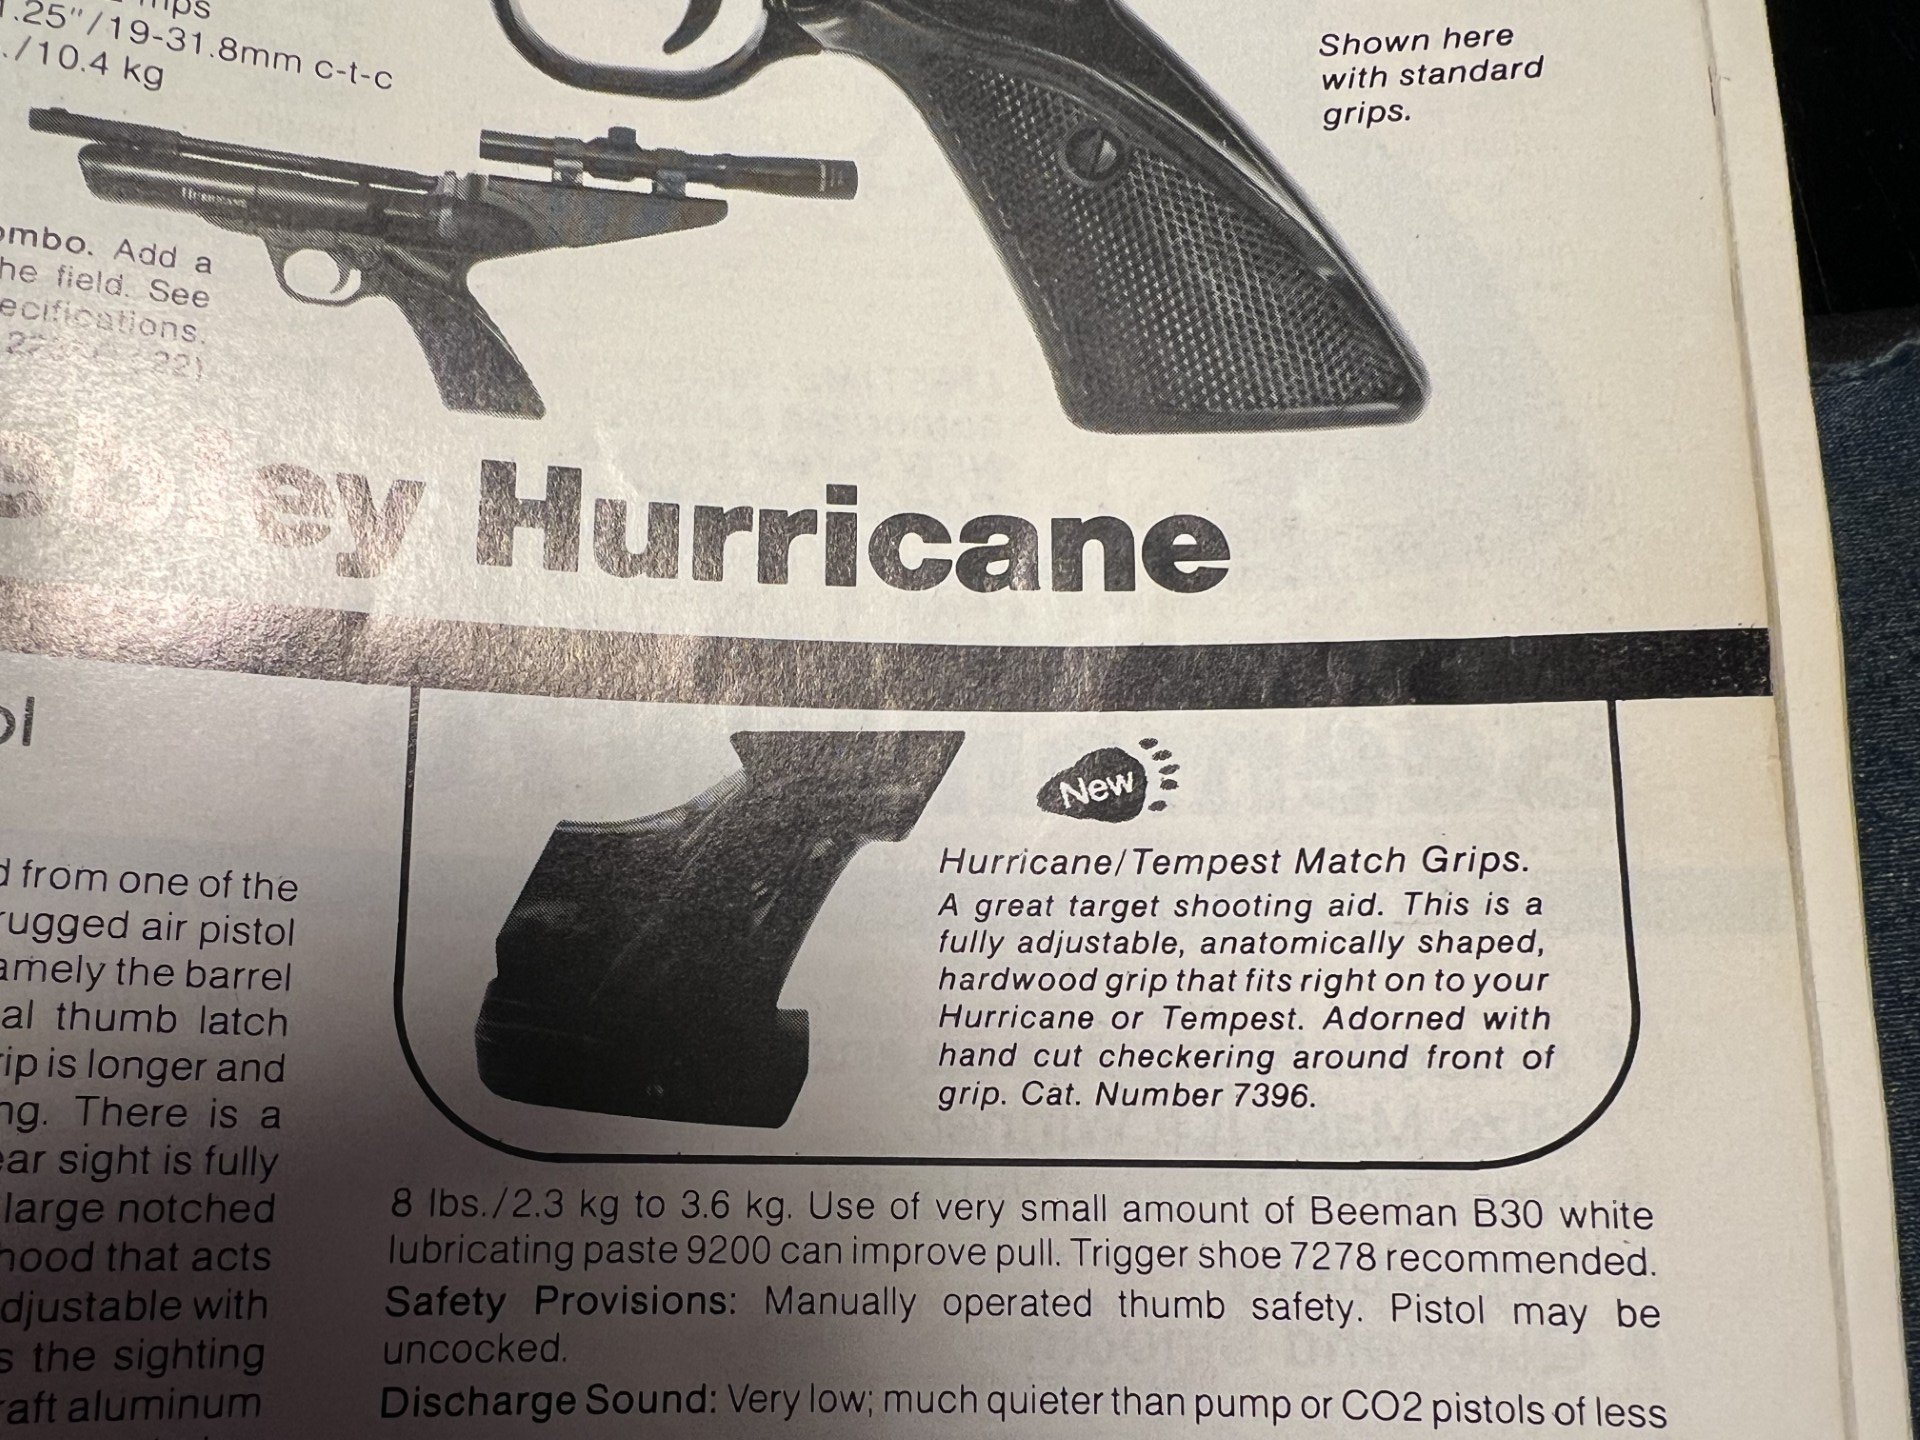 1.25"/19-31.8mm c-t-c
./10.4 kg
Shown here
with standard
grips.
HURRICANE
ombo. Add a
he field. See
ecifications.
22)
ey Hurricane
ol
New
Hurricane/Tempest Match Grips.
A great target shooting aid. This is a
fully adjustable, anatomically shaped,
hardwood grip that fits right on to your
Hurricane or Tempest. Adorned with
hand cut checkering around front of
grip. Cat. Number 7396.
d from one of the
rugged air pistol
amely the barrel
al thumb latch
rip is longer and
ng. There is a
ear sight is fully
large notched
hood that acts
djustable with
s the sighting
raft aluminum
8 lbs./2.3 kg to 3.6 kg. Use of very small amount of Beeman B30 white
lubricating paste 9200 can improve pull. Trigger shoe 7278 recommended.
Safety Provisions: Manually operated thumb safety. Pistol may be
uncocked.
Discharge Sound: Very low; much quieter than pump or CO2 pistols of less